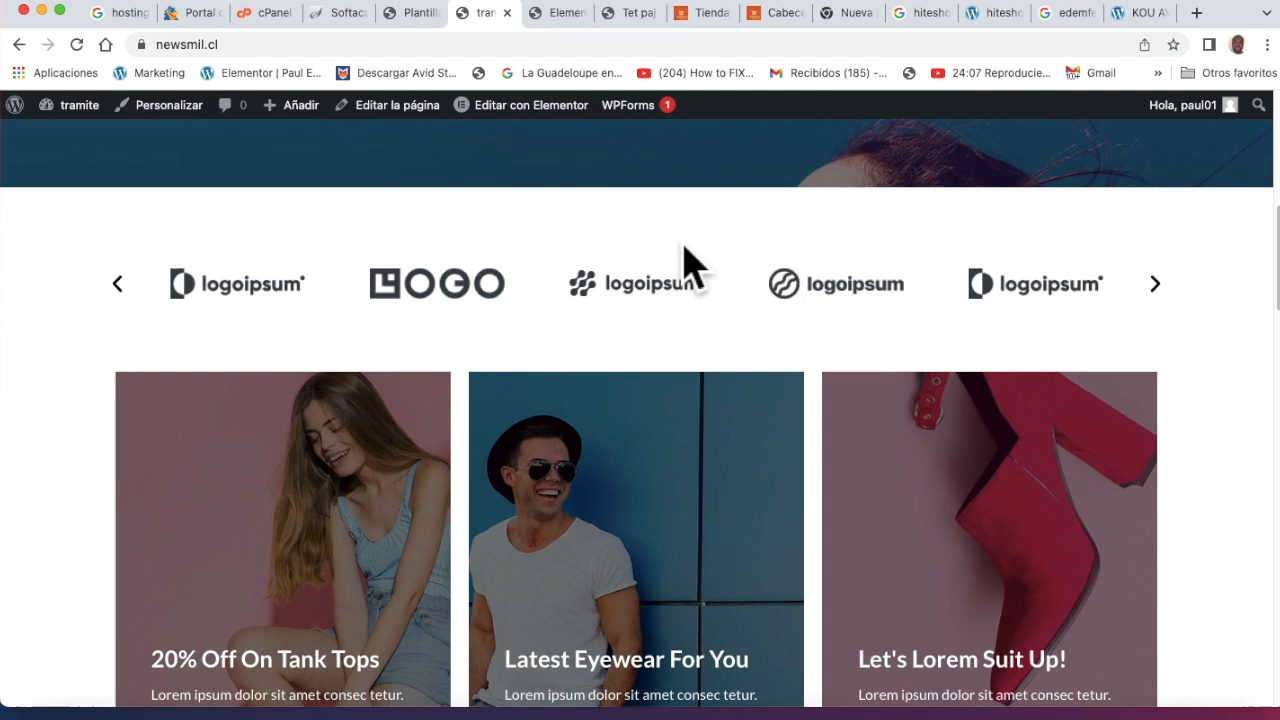 hosting Portal cPanel Softac Plantill tran Elemen Tet paj Tienda Cabec Nueva hitesho hitesho edemfe KOU AV
newsmil.cl
Aplicaciones Marketing Elementor | Paul E... Descargar Avid St... La Guadeloupe en... (204) How to FIX... Recibidos (185) -... 24:07 Reproducie... Gmail » Otros favoritos
tramite Personalizar 0 Añadir Editar la página Editar con Elementor WPForms 1 Hola, paul01
logoipsum LOGO logoipsum logoipsum logoipsum
20% Off On Tank Tops Latest Eyewear For You Let's Lorem Suit Up!
Lorem ipsum dolor sit amet consec tetur. Lorem ipsum dolor sit amet consec tetur. Lorem ipsum dolor sit amet consec tetur.